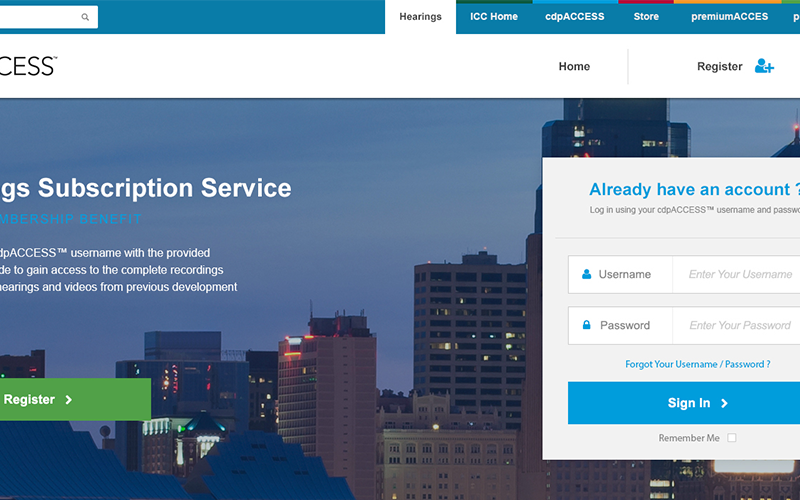 Hearings
ICC Home
cdpACCESS
Store
premiumACCES
CESS™
Home
Register
gs Subscription Service
MBERSHIP BENEFIT
dpACCESS™ username with the provided
de to gain access to the complete recordings
hearings and videos from previous development
Register
Already have an account ?
Log in using your cdpACCESS™ username and passwo
Username
Enter Your Username
Password
Enter Your Password
Forgot Your Username / Password ?
Sign In
Remember Me